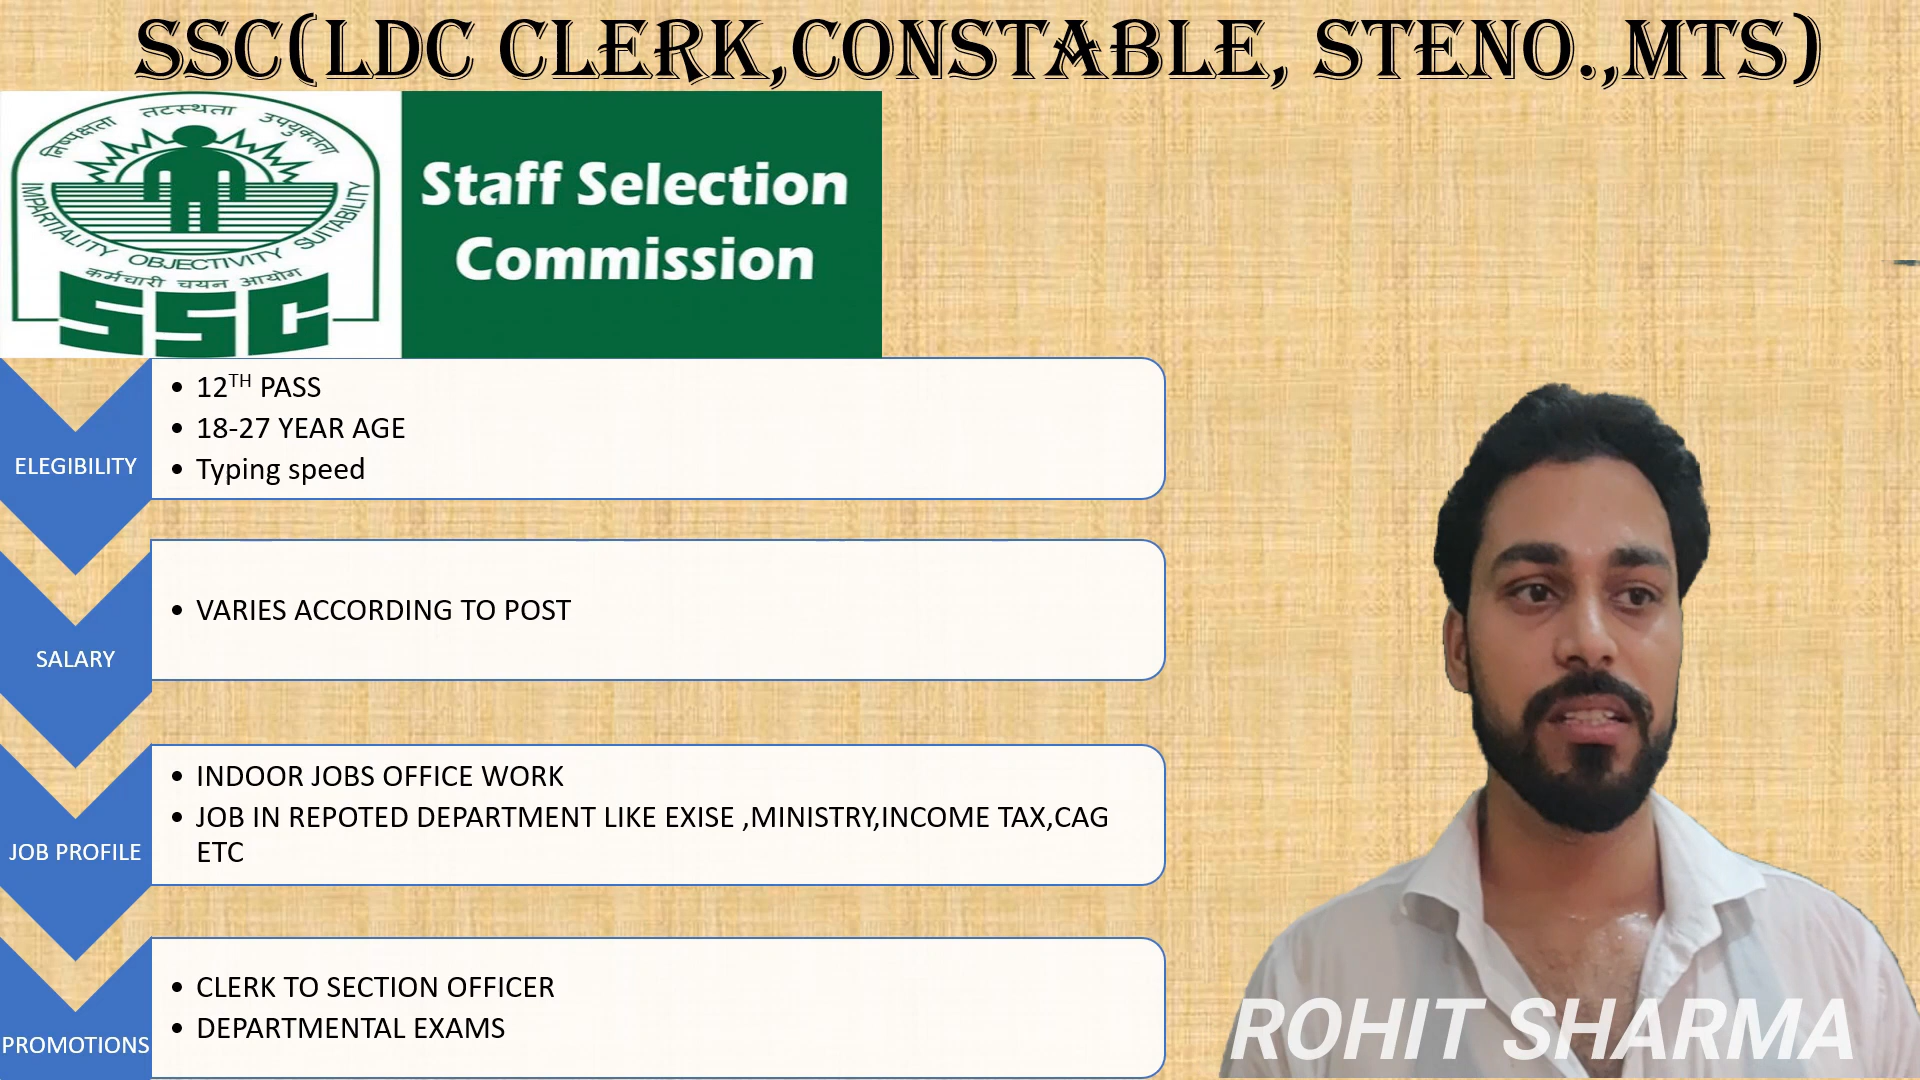 SSC(LDC CLERK,CONSTABLE, STENO.,MTS)
निष्पक्षता तटस्थता उपयुक्तता
IMPARTIALITY OBJECTIVITY SUITABILITY
कर्मचारी चयन आयोग
SSC
Staff Selection
Commission
ELEGIBILITY
• 12TH PASS
• 18-27 YEAR AGE
• Typing speed
SALARY
• VARIES ACCORDING TO POST
JOB PROFILE
• INDOOR JOBS OFFICE WORK
• JOB IN REPOTED DEPARTMENT LIKE EXISE ,MINISTRY,INCOME TAX,CAG
ETC
PROMOTIONS
• CLERK TO SECTION OFFICER
• DEPARTMENTAL EXAMS
ROHIT SHARMA